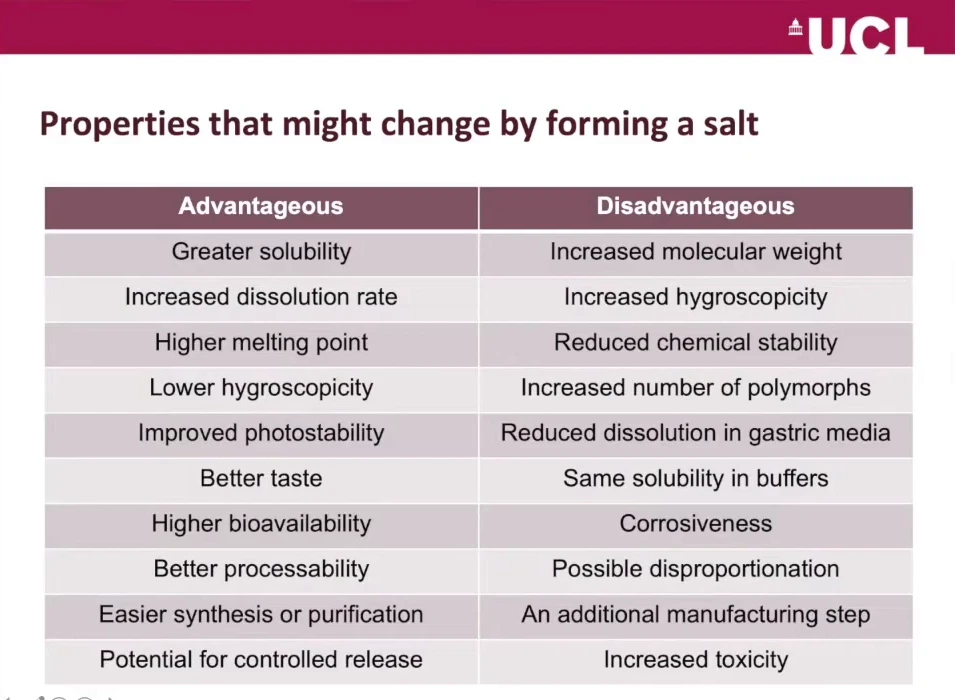 UCL
Properties that might change by forming a salt
Advantageous Disadvantageous
Greater solubility Increased molecular weight
Increased dissolution rate Increased hygroscopicity
Higher melting point Reduced chemical stability
Lower hygroscopicity Increased number of polymorphs
Improved photostability Reduced dissolution in gastric media
Better taste Same solubility in buffers
Higher bioavailability Corrosiveness
Better processability Possible disproportionation
Easier synthesis or purification An additional manufacturing step
Potential for controlled release Increased toxicity